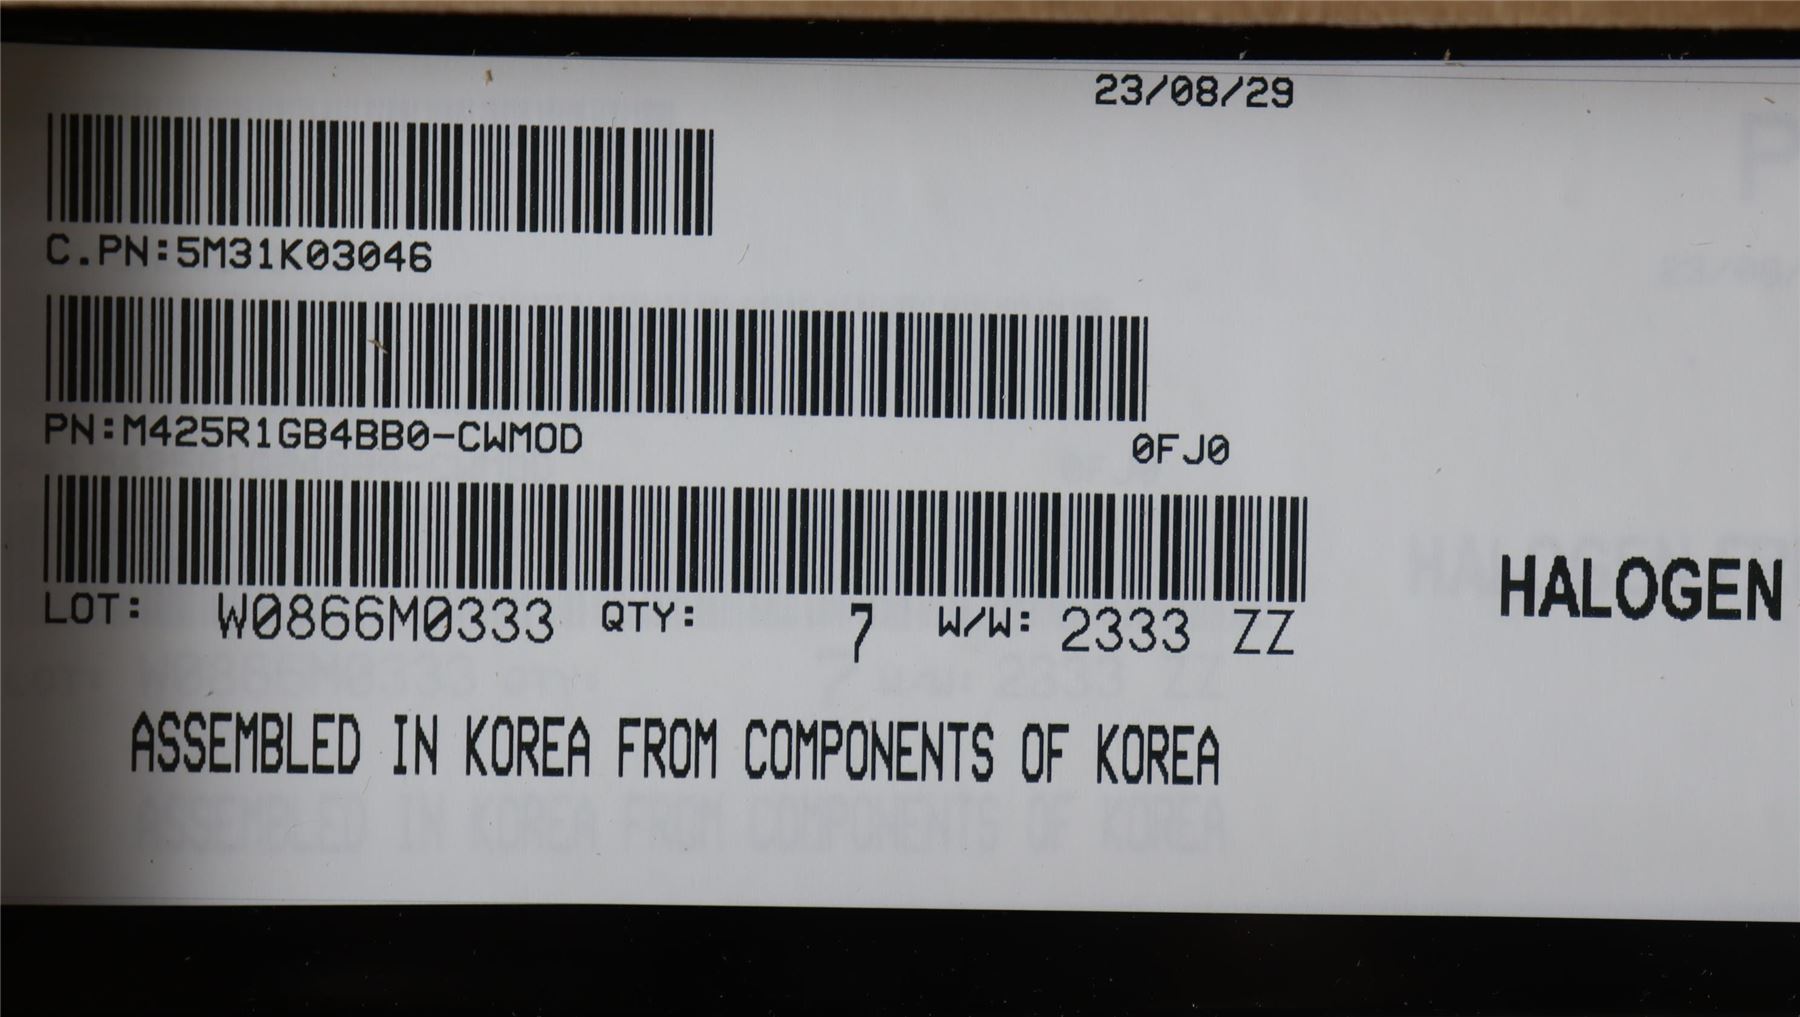 23/08/29
C.PN:5M31K03046
PN:M425R1GB4BB0-CWMOD 0FJ0
LOT: W0866M0333 QTY: 7 W/W: 2333 ZZ
HALOGEN
ASSEMBLED IN KOREA FROM COMPONENTS OF KOREA